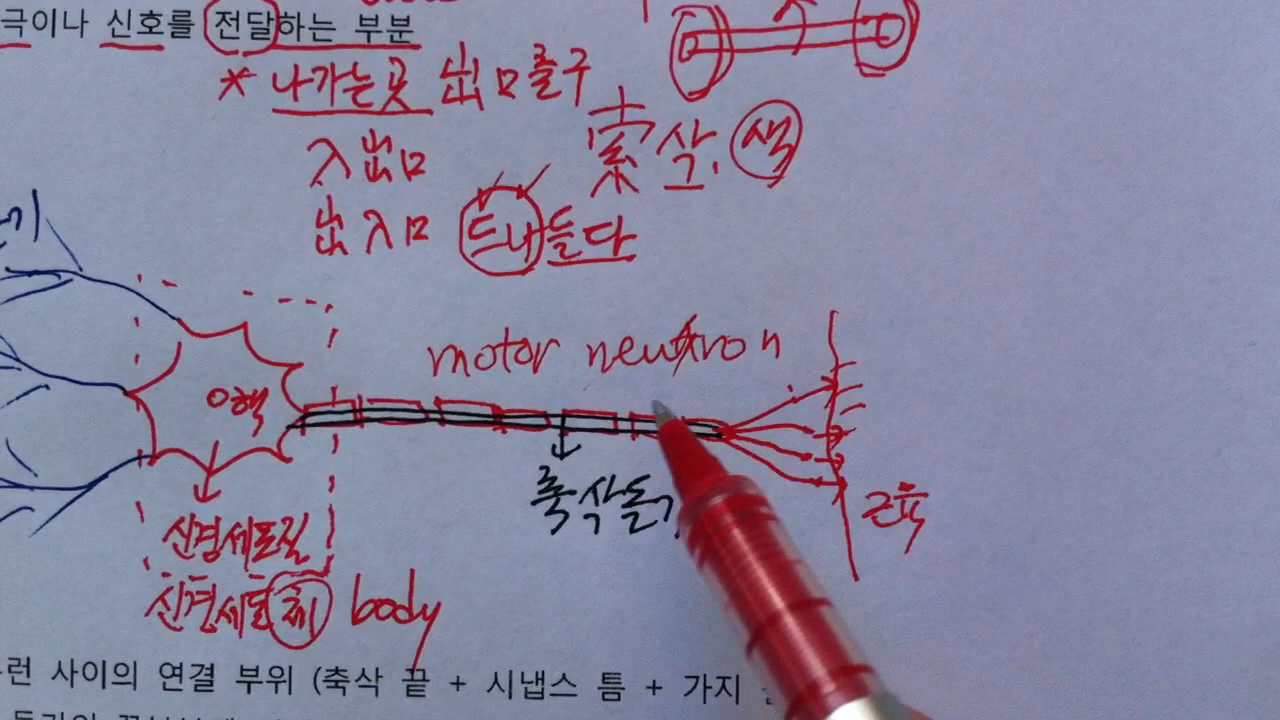 극이나 신호를 전달하는 부분
* 나가는곳 出口 출구
索 삭, 색
入出口
出入口 드내들다
motor neutron
핵
축삭돌
근육
신경세포질
신경세포체 body
런 사이의 연결 부위 (축삭 끝 + 시냅스 틈 + 가지